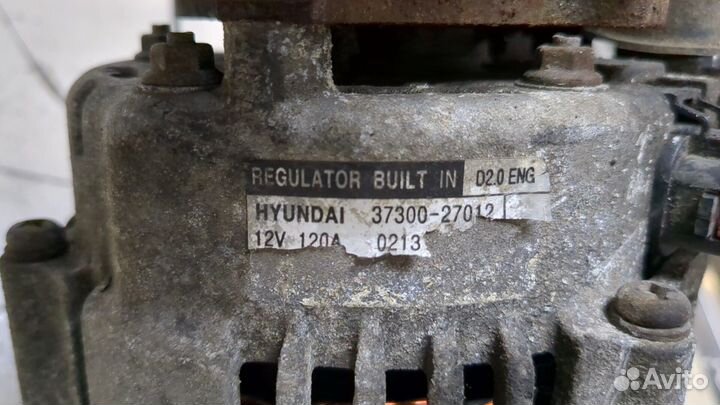 REGULATOR BUILT IN D2.0 ENG
HYUNDAI 37300-27012
12V 120A 0213
Avito